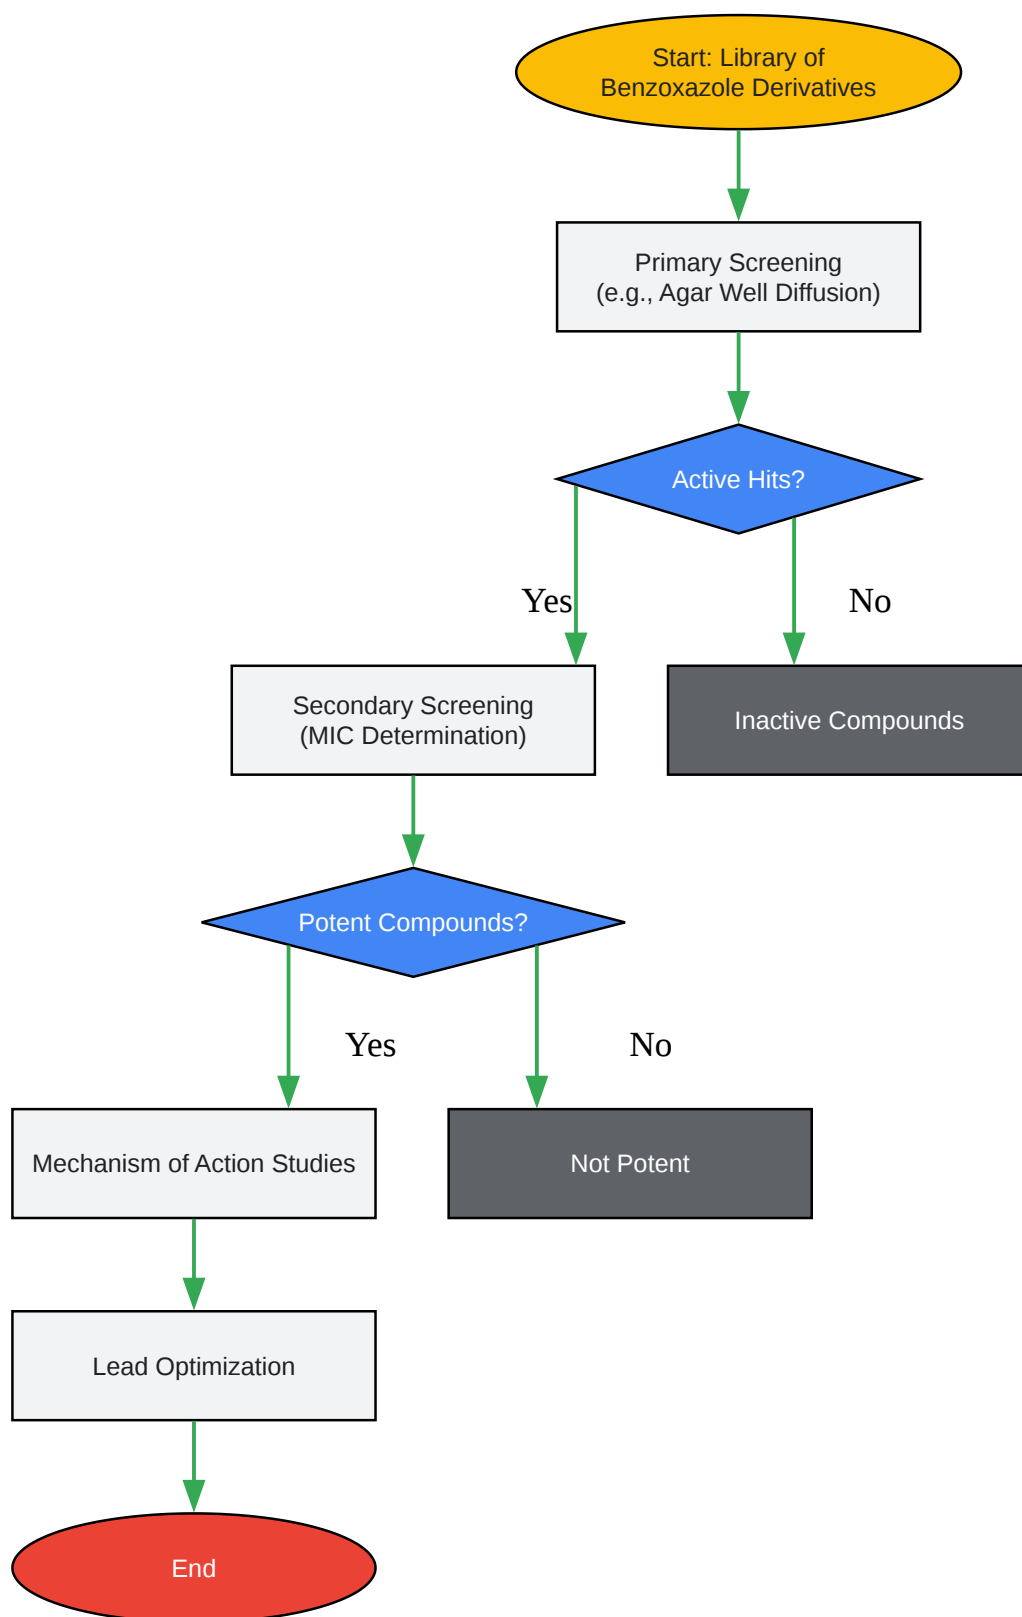 Start: Library of
Benzoxazole Derivatives
Primary Screening
(e.g., Agar Well Diffusion)
Active Hits?
Yes
No
Secondary Screening
(MIC Determination)
Inactive Compounds
Potent Compounds?
Yes
No
Mechanism of Action Studies
Not Potent
Lead Optimization
End